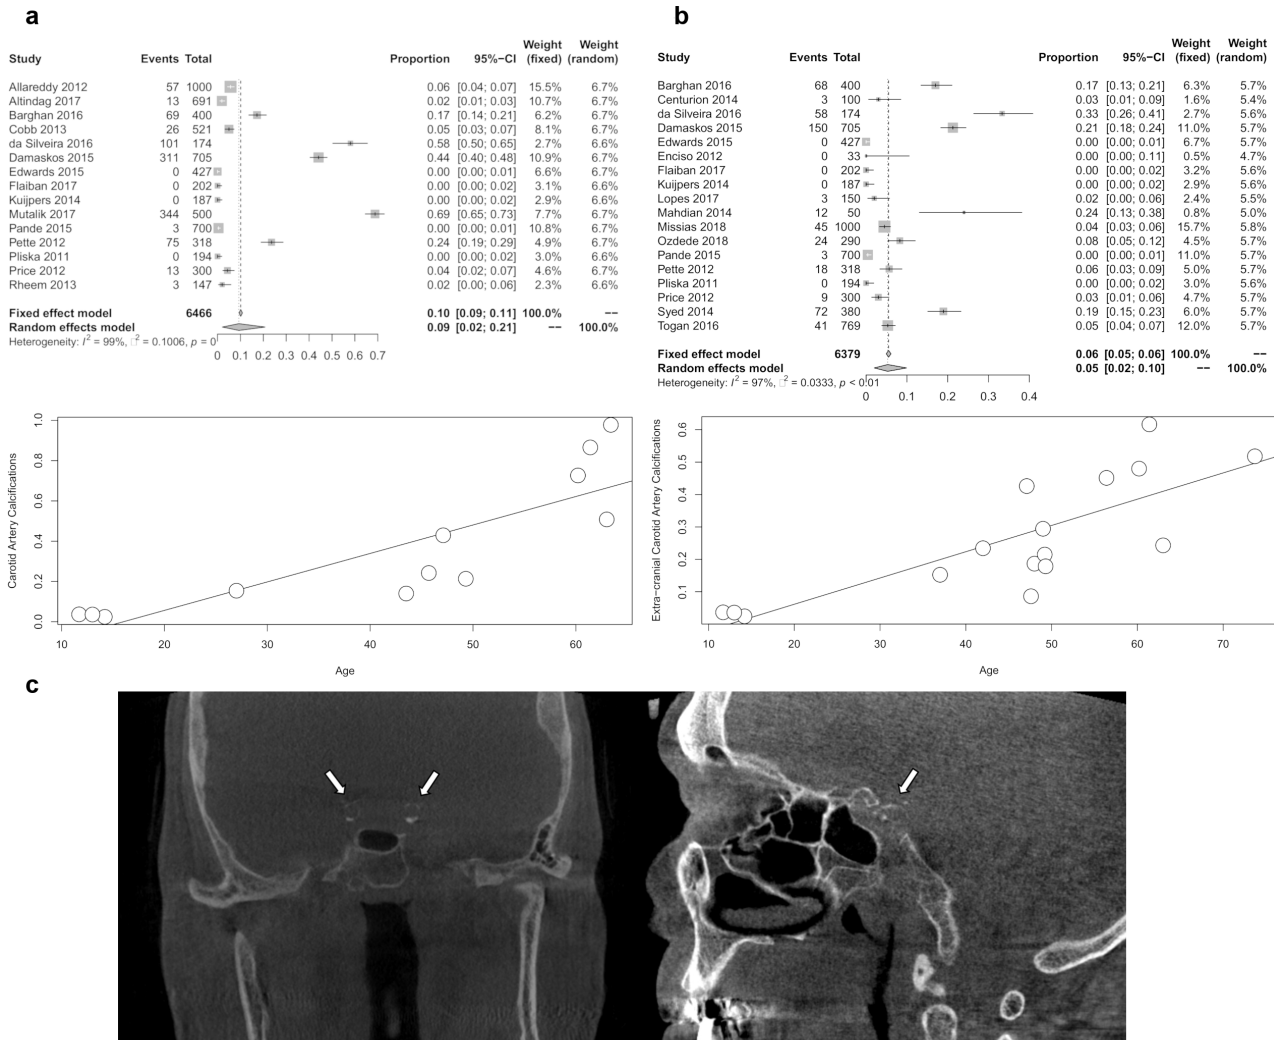 a
Study Events Total Proportion 95%−CI Weight (fixed) Weight (random)
Allareddy 2012 57 1000 0.06 [0.04; 0.07] 15.5% 6.7%
Altindag 2017 13 691 0.02 [0.01; 0.03] 10.7% 6.7%
Barghan 2016 69 400 0.17 [0.14; 0.21] 6.2% 6.7%
Cobb 2013 26 521 0.05 [0.03; 0.07] 8.1% 6.7%
da Silveira 2016 101 174 0.58 [0.50; 0.65] 2.7% 6.6%
Damaskos 2015 311 705 0.44 [0.40; 0.48] 10.9% 6.7%
Edwards 2015 0 427 0.00 [0.00; 0.01] 6.6% 6.7%
Flaiban 2017 0 202 0.00 [0.00; 0.02] 3.1% 6.6%
Kuijpers 2014 0 187 0.00 [0.00; 0.02] 2.9% 6.6%
Mutalik 2017 344 500 0.69 [0.65; 0.73] 7.7% 6.7%
Pande 2015 3 700 0.00 [0.00; 0.01] 10.8% 6.7%
Pette 2012 75 318 0.24 [0.19; 0.29] 4.9% 6.7%
Pliska 2011 0 194 0.00 [0.00; 0.02] 3.0% 6.6%
Price 2012 13 300 0.04 [0.02; 0.07] 4.6% 6.7%
Rheem 2013 3 147 0.02 [0.00; 0.06] 2.3% 6.6%
Fixed effect model 6466 0.10 [0.09; 0.11] 100.0% −−
Random effects model 0.09 [0.02; 0.21] −− 100.0%
Heterogeneity: I² = 99%, □² = 0.1006, p = 0
0 0.1 0.2 0.3 0.4 0.5 0.6 0.7
Carotid Artery Calcifications
1.0
0.8
0.6
0.4
0.2
0.0
10 20 30 40 50 60
Age
b
Study Events Total Proportion 95%−CI Weight (fixed) Weight (random)
Barghan 2016 68 400 0.17 [0.13; 0.21] 6.3% 5.7%
Centurion 2014 3 100 0.03 [0.01; 0.09] 1.6% 5.4%
da Silveira 2016 58 174 0.33 [0.26; 0.41] 2.7% 5.6%
Damaskos 2015 150 705 0.21 [0.18; 0.24] 11.0% 5.7%
Edwards 2015 0 427 0.00 [0.00; 0.01] 6.7% 5.7%
Enciso 2012 0 33 0.00 [0.00; 0.11] 0.5% 4.7%
Flaiban 2017 0 202 0.00 [0.00; 0.02] 3.2% 5.6%
Kuijpers 2014 0 187 0.00 [0.00; 0.02] 2.9% 5.6%
Lopes 2017 3 150 0.02 [0.00; 0.06] 2.4% 5.5%
Mahdian 2014 12 50 0.24 [0.13; 0.38] 0.8% 5.0%
Missias 2018 45 1000 0.04 [0.03; 0.06] 15.7% 5.8%
Ozdede 2018 24 290 0.08 [0.05; 0.12] 4.5% 5.7%
Pande 2015 3 700 0.00 [0.00; 0.01] 11.0% 5.7%
Pette 2012 18 318 0.06 [0.03; 0.09] 5.0% 5.7%
Pliska 2011 0 194 0.00 [0.00; 0.02] 3.0% 5.6%
Price 2012 9 300 0.03 [0.01; 0.06] 4.7% 5.7%
Syed 2014 72 380 0.19 [0.15; 0.23] 6.0% 5.7%
Togan 2016 41 769 0.05 [0.04; 0.07] 12.0% 5.7%
Fixed effect model 6379 0.06 [0.05; 0.06] 100.0% −−
Random effects model 0.05 [0.02; 0.10] −− 100.0%
Heterogeneity: I² = 97%, □² = 0.0333, p < 0.01
0 0.1 0.2 0.3 0.4
Extra−cranial Carotid Artery Calcifications
0.6
0.5
0.4
0.3
0.2
0.1
10 20 30 40 50 60 70
Age
c